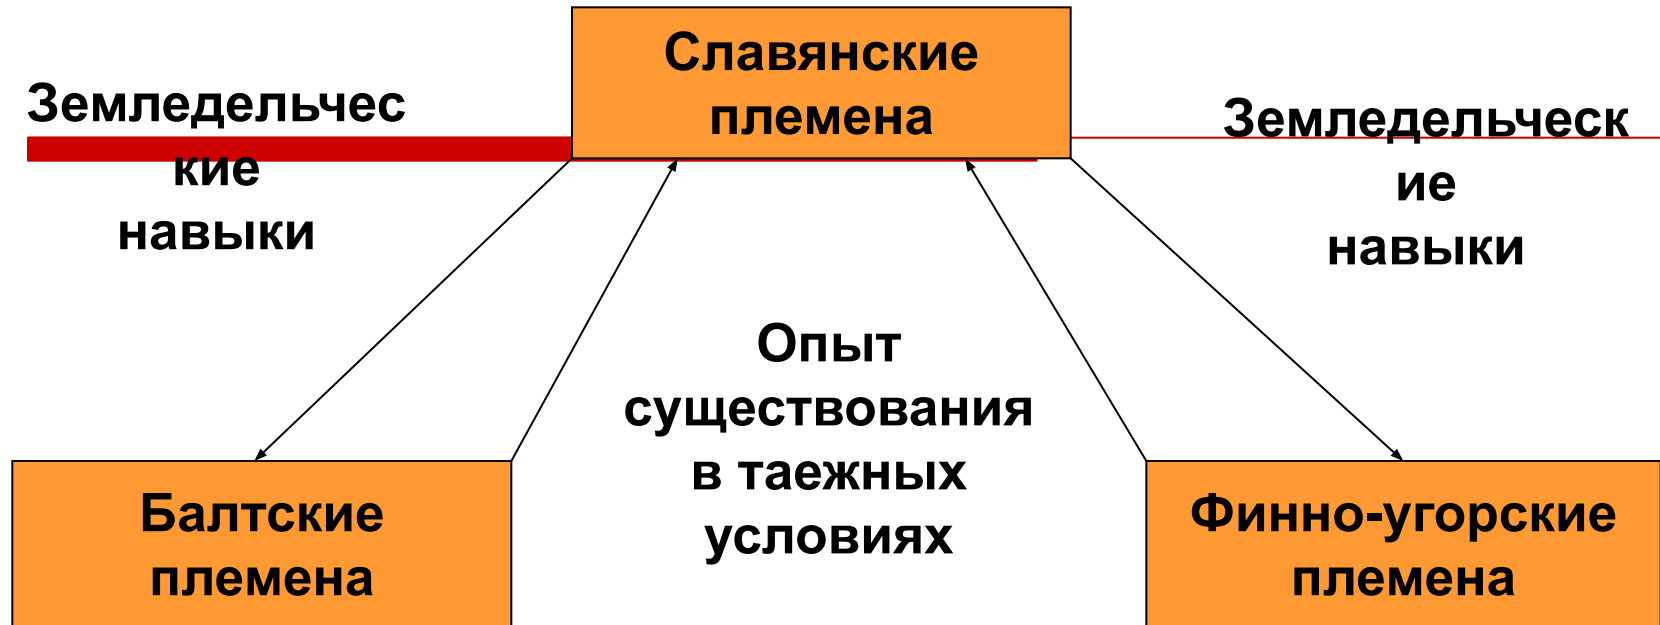 Славянские
племена
Земледельчес
кие
навыки
Земледельческ
ие
навыки
Опыт
существования
в таежных
условиях
Балтские
племена
Финно-угорские
племена